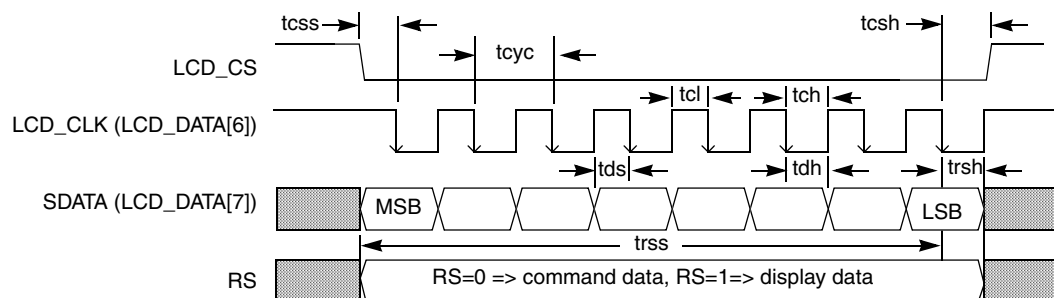 tcss
tcsh
tcyc
LCD_CS
tcl
tch
LCD_CLK (LCD_DATA[6])
tds
tdh
trsh
SDATA (LCD_DATA[7])
MSB
LSB
trss
RS
RS=0 => command data, RS=1=> display data